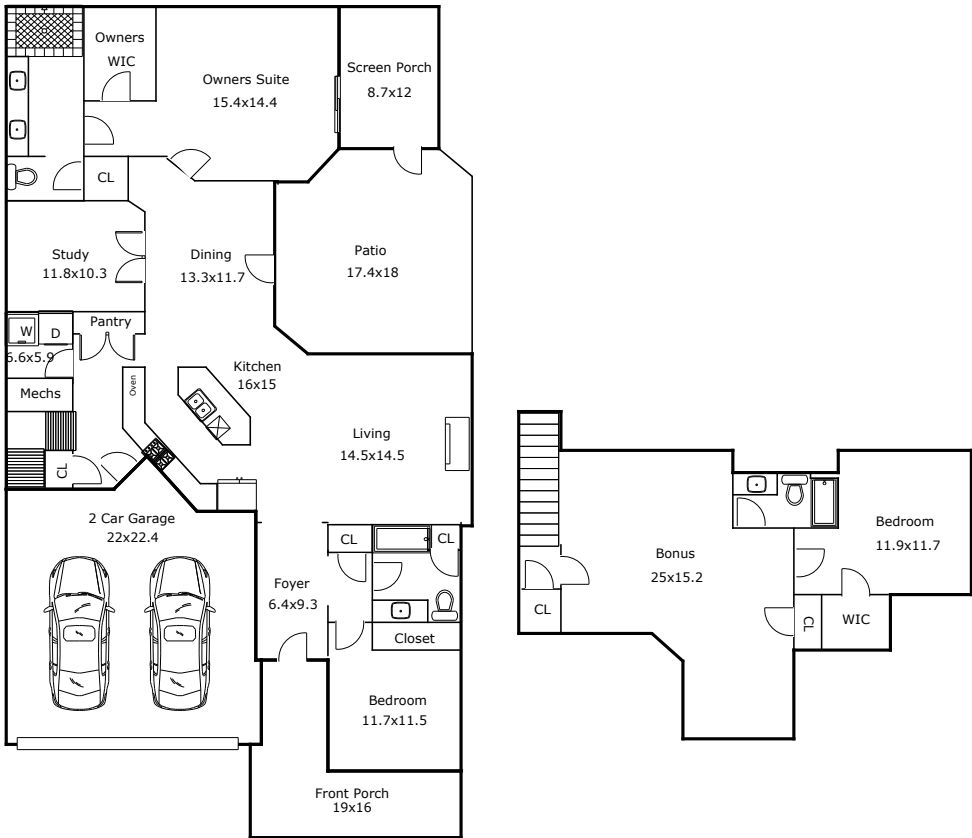 Owners
WIC
Owners Suite
15.4x14.4
Screen Porch
8.7x12
CL
Study
11.8x10.3
Dining
13.3x11.7
Patio
17.4x18
Pantry
W
D
6.6x5.9
Mechs
Oven
Kitchen
16x15
Living
14.5x14.5
CL
2 Car Garage
22x22.4
CL
CL
Foyer
6.4x9.3
Closet
Bedroom
11.7x11.5
Front Porch
19x16
Bonus
25x15.2
Bedroom
11.9x11.7
CL
CL
WIC